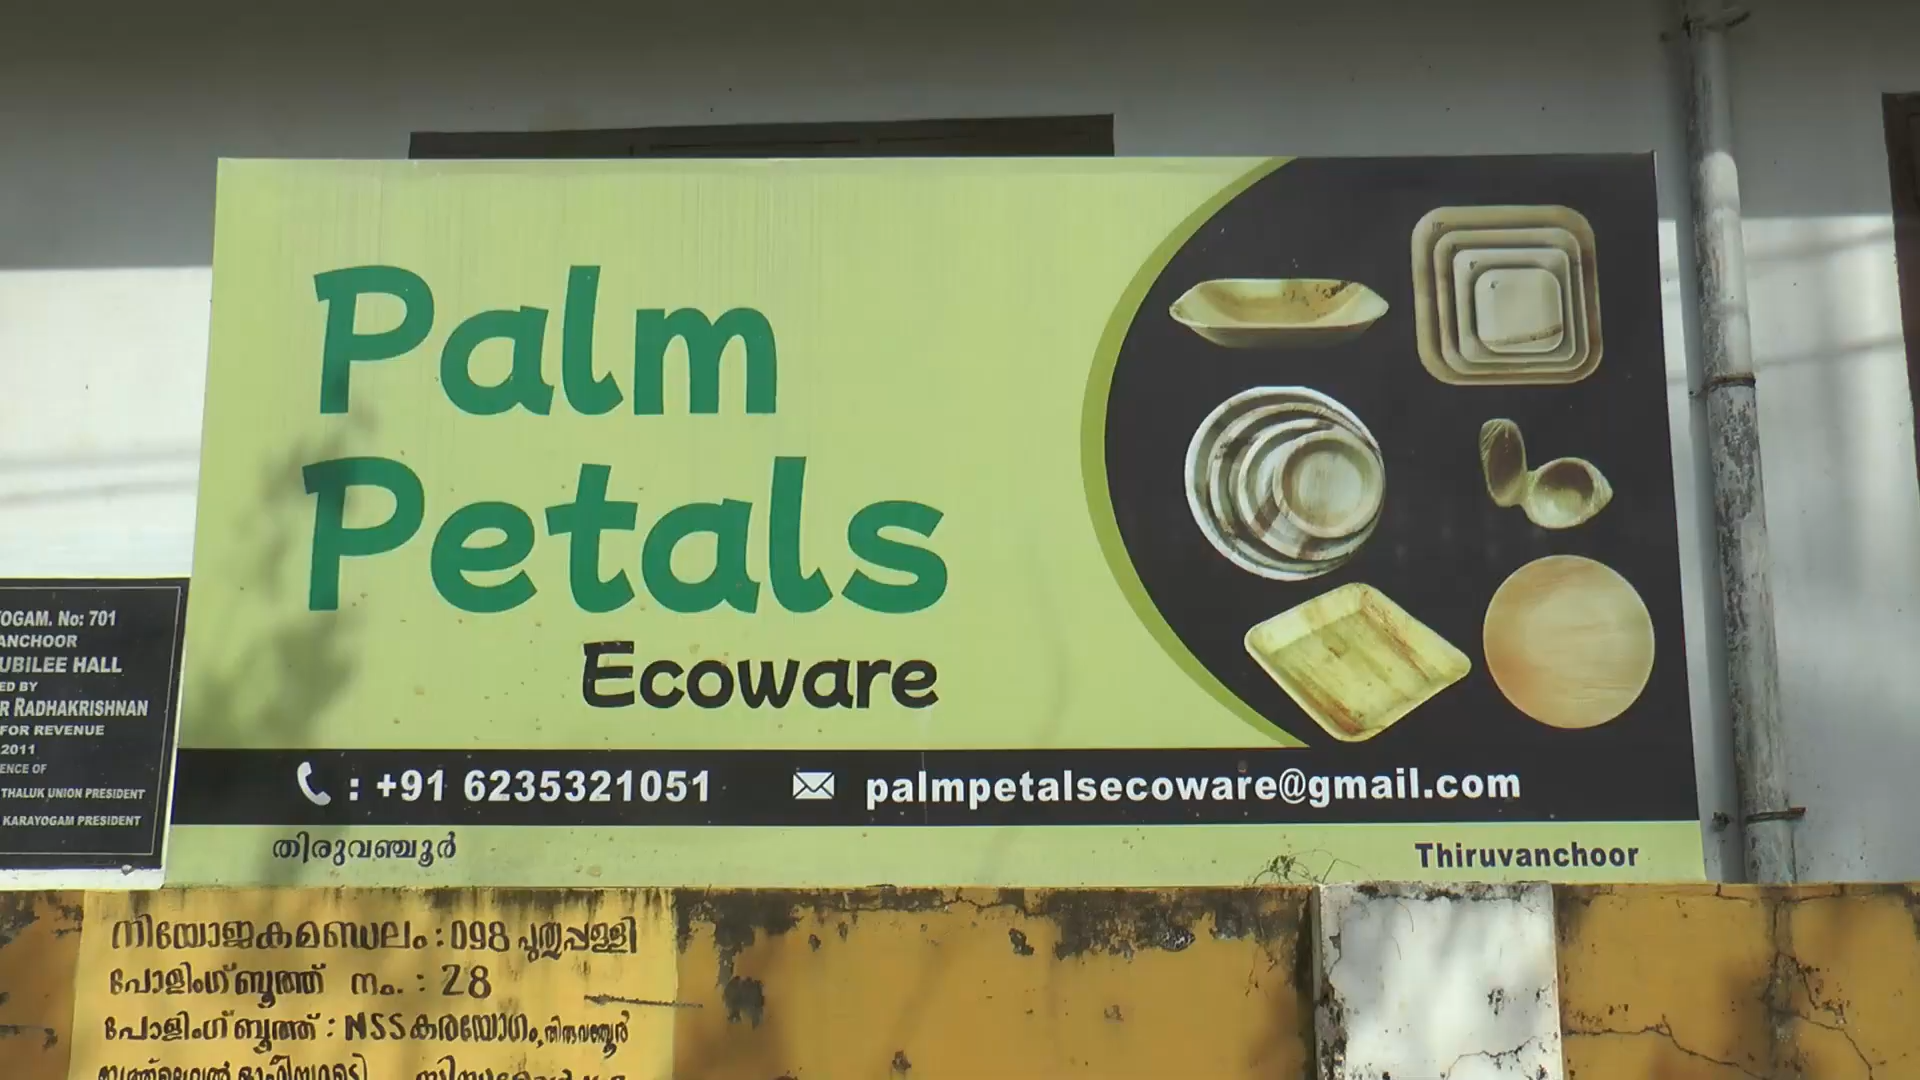 Palm
Petals
Ecoware
: +91 6235321051
palmpetalsecoware@gmail.com
തിരുവഞ്ചൂർ
Thiruvanchoor
OGAM. No: 701
ANCHOOR
UBILEE HALL
ED BY
R RADHAKRISHNAN
FOR REVENUE
2011
ENCE OF
THALUK UNION PRESIDENT
KARAYOGAM PRESIDENT
നിയോജകമണ്ഡലം : 098 പുതുപ്പള്ളി
പോളിംഗ് ബൂത്ത് നം. : 28
പോളിംഗ് ബൂത്ത് : NSS കരയോഗം, തിരുവഞ്ചൂർ